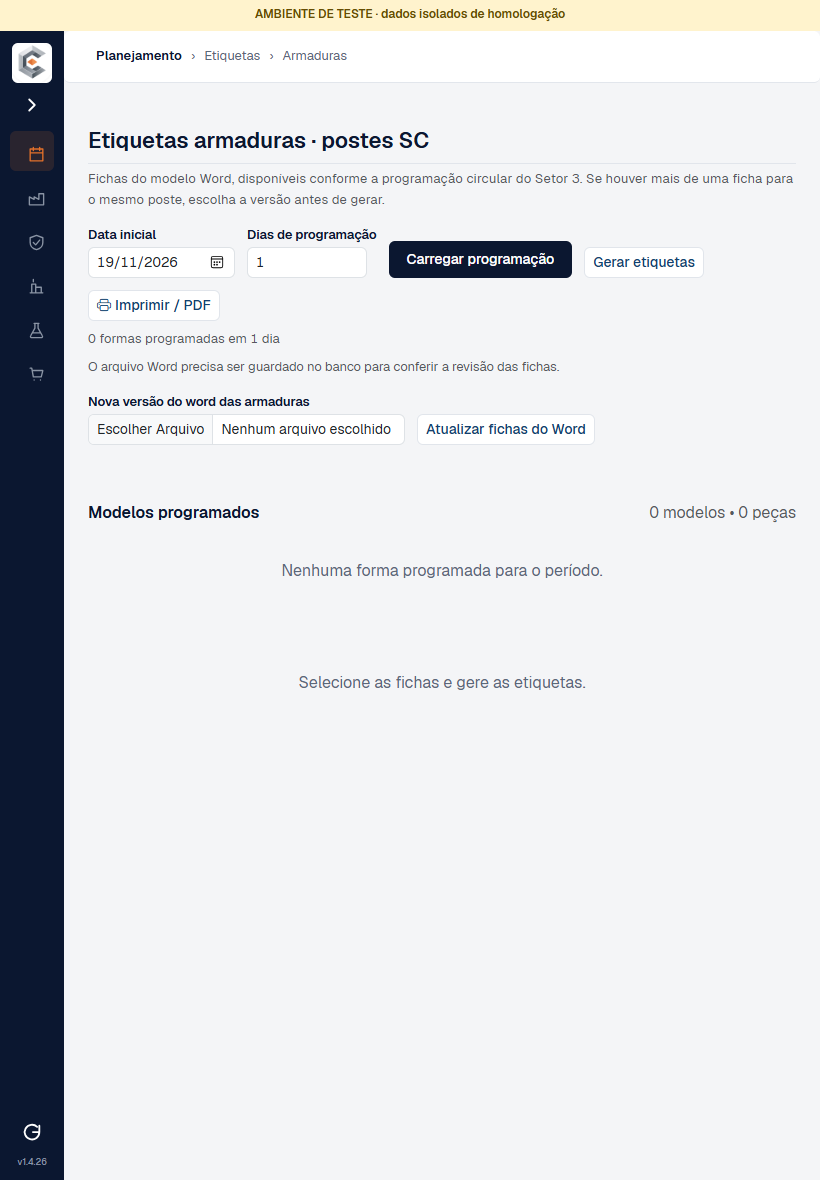 AMBIENTE DE TESTE · dados isolados de homologação
Planejamento › Etiquetas › Armaduras
Etiquetas armaduras · postes SC
Fichas do modelo Word, disponíveis conforme a programação circular do Setor 3. Se houver mais de uma ficha para
o mesmo poste, escolha a versão antes de gerar.
Data inicial
Dias de programação
19/11/2026
1
Carregar programação
Gerar etiquetas
Imprimir / PDF
0 formas programadas em 1 dia
O arquivo Word precisa ser guardado no banco para conferir a revisão das fichas.
Nova versão do word das armaduras
Escolher Arquivo
Nenhum arquivo escolhido
Atualizar fichas do Word
Modelos programados
0 modelos • 0 peças
Nenhuma forma programada para o período.
Selecione as fichas e gere as etiquetas.
v1.4.26